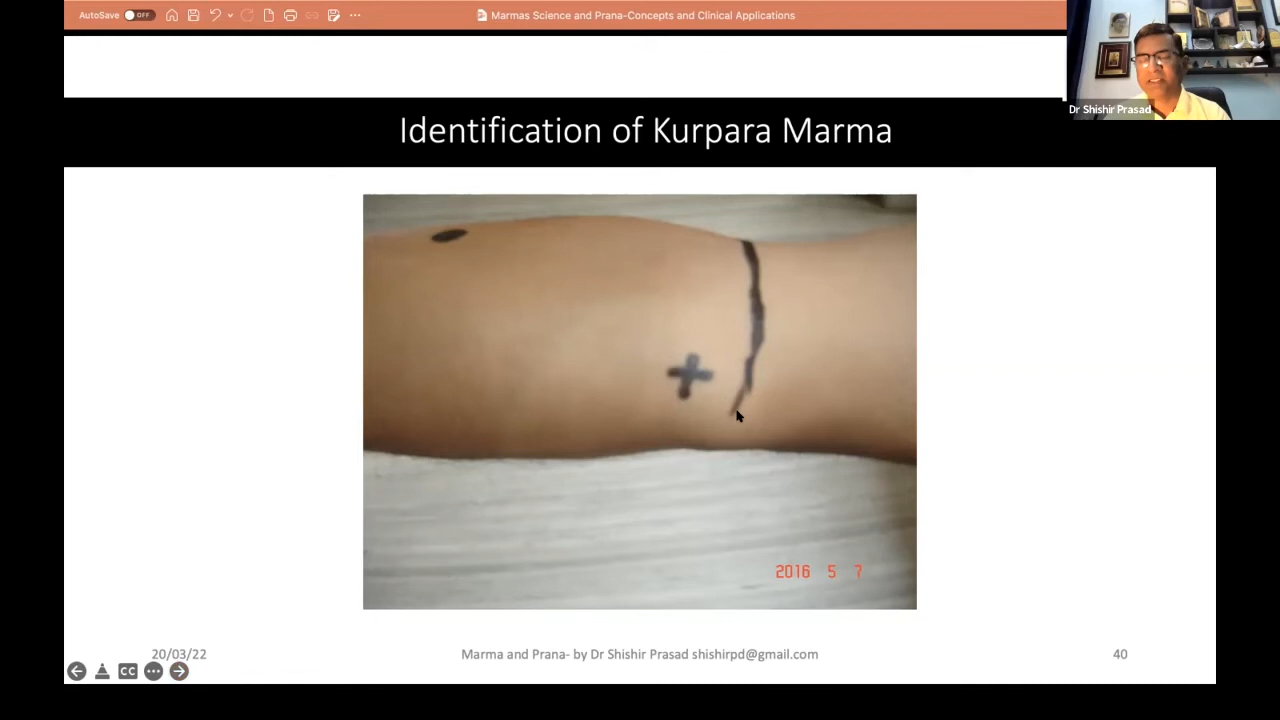 AutoSave OFF
Marmas Science and Prana-Concepts and Clinical Applications
Dr Shishir Prasad
Identification of Kurpara Marma
2016 5 7
20/03/22
Marma and Prana- by Dr Shishir Prasad shishirpd@gmail.com
40
CC